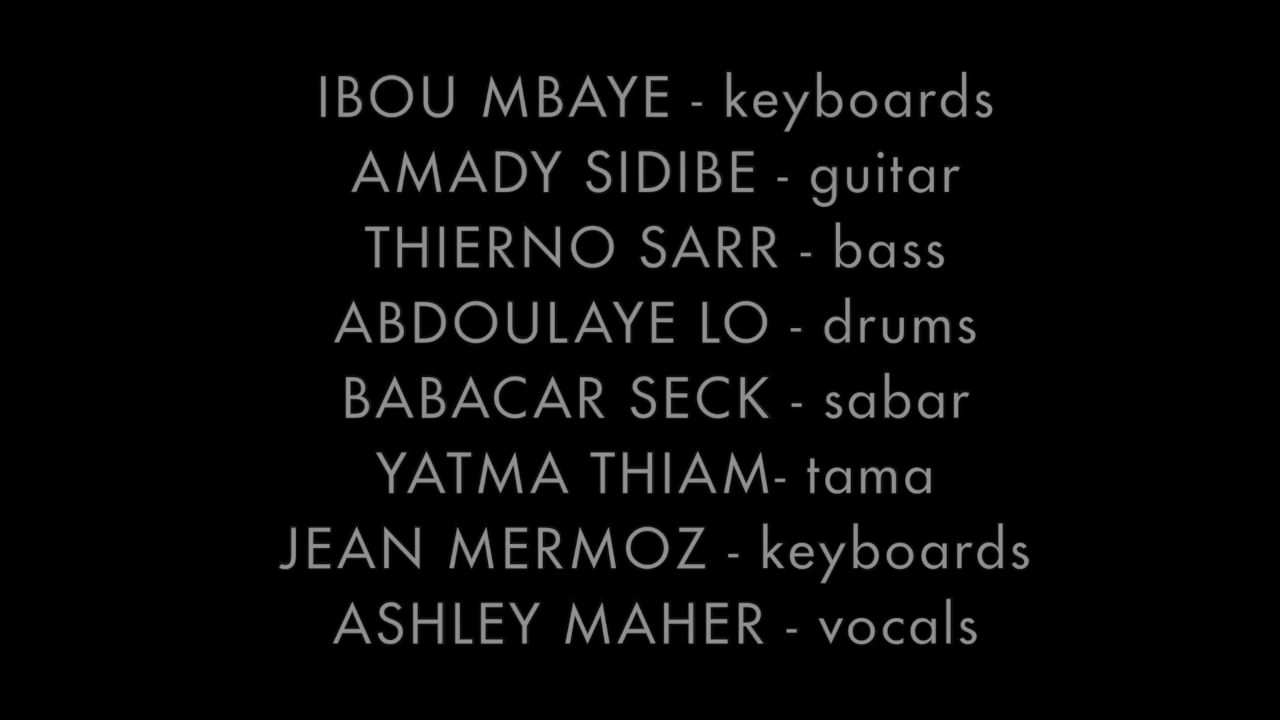 IBOU MBAYE - keyboards
AMADY SIDIBE - guitar
THIERNO SARR - bass
ABDOULAYE LO - drums
BABACAR SECK - sabar
YATMA THIAM- tama
JEAN MERMOZ - keyboards
ASHLEY MAHER - vocals